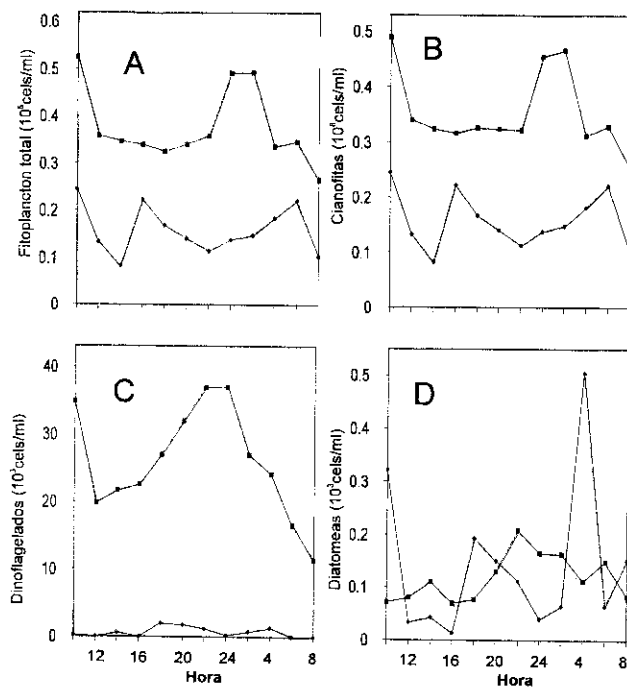 A
Fitoplancton total (10⁶cels/ml)
0.6
0.5
0.4
0.3
0.2
0.1
0
B
Cianofitas (10⁶cels/ml)
0.5
0.4
0.3
0.2
0.1
0
C
Dinoflagelados (10³cels/ml)
40
30
20
10
0
12 16 20 24 4 8
Hora
D
Diatomeas (10³cels/ml)
0.5
0.4
0.3
0.2
0.1
0
12 16 20 24 4 8
Hora